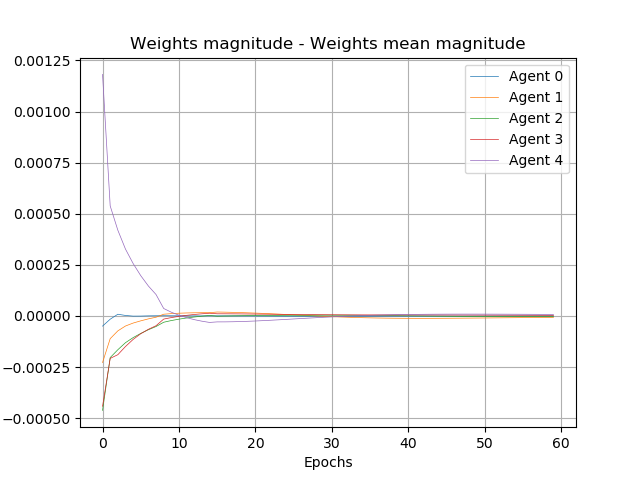 Weights magnitude - Weights mean magnitude
0.00125
0.00100
0.00075
0.00050
0.00025
0.00000
−0.00025
−0.00050
Agent 0
Agent 1
Agent 2
Agent 3
Agent 4
0 10 20 30 40 50 60
Epochs